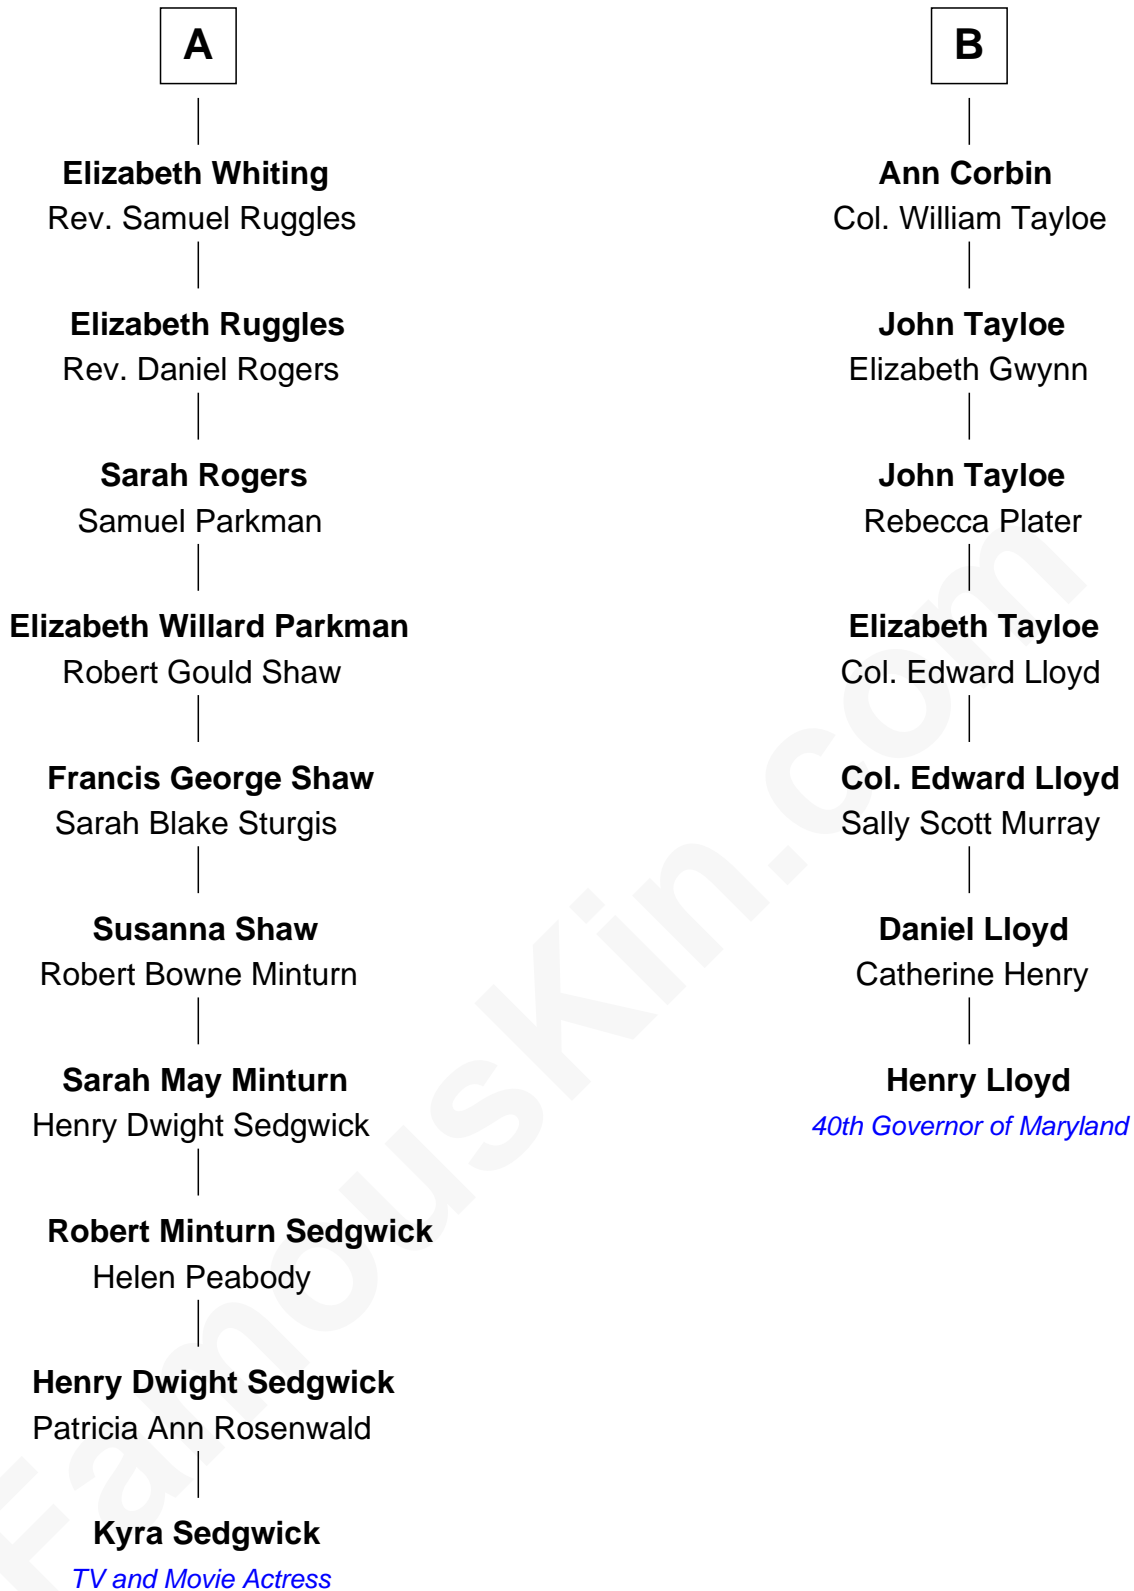 A
Elizabeth Whiting
Rev. Samuel Ruggles
Elizabeth Ruggles
Rev. Daniel Rogers
Sarah Rogers
Samuel Parkman
Elizabeth Willard Parkman
Robert Gould Shaw
Francis George Shaw
Sarah Blake Sturgis
Susanna Shaw
Robert Bowne Minturn
Sarah May Minturn
Henry Dwight Sedgwick
Robert Minturn Sedgwick
Helen Peabody
Henry Dwight Sedgwick
Patricia Ann Rosenwald
Kyra Sedgwick
TV and Movie Actress
B
Ann Corbin
Col. William Tayloe
John Tayloe
Elizabeth Gwynn
John Tayloe
Rebecca Plater
Elizabeth Tayloe
Col. Edward Lloyd
Col. Edward Lloyd
Sally Scott Murray
Daniel Lloyd
Catherine Henry
Henry Lloyd
40th Governor of Maryland
FamousKin.com